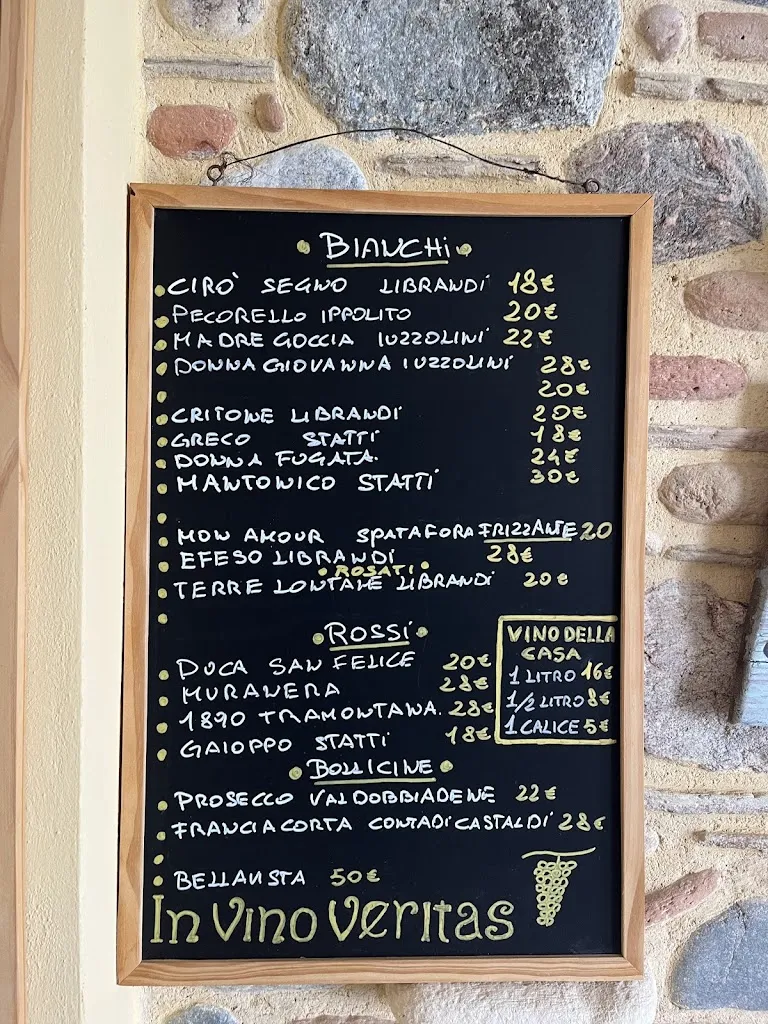 BIANCHI
CIRÒ SEGNO LIBRANDI 18€
PECORELLO IPPOLITO 20€
MADRE GOCCIA IUZZOLINI 22€
DONNA GIOVANNA IUZZOLINI 28€
20€
CRITONE LIBRANDI 20€
GRECO STATTI 18€
DONNA FUGATA 24€
MANTONICO STATTI 30€
MON AMOUR SPATAFORA FRIZZANTE 20
EFESO LIBRANDI 28€
ROSATI
TERRE LONTANE LIBRANDI 20€
ROSSI
DUCA SAN FELICE 20€
MURANERA 28€
1890 TRAMONTANA. 28€
GAIOPPO STATTI 18€
VINO DELLA
CASA
1 LITRO 16€
1/2 LITRO 8€
1 CALICE 5€
BOLLICINE
PROSECCO VALDOBBIADENE 22€
FRANCIACORTA CONTADI CASTALDI 28€
BELLAVISTA 50€
In Vino Veritas